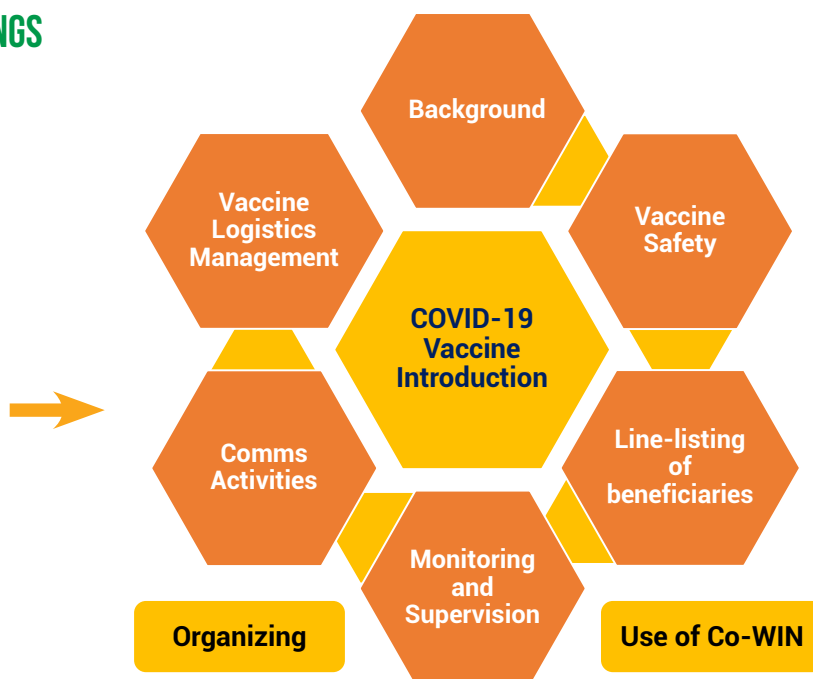 NGS
Background
Vaccine
Logistics
Management
Vaccine
Safety
COVID-19
Vaccine
Introduction
Comms
Activities
Line-listing
of
beneficiaries
Monitoring
and
Supervision
Organizing
Use of Co-WIN